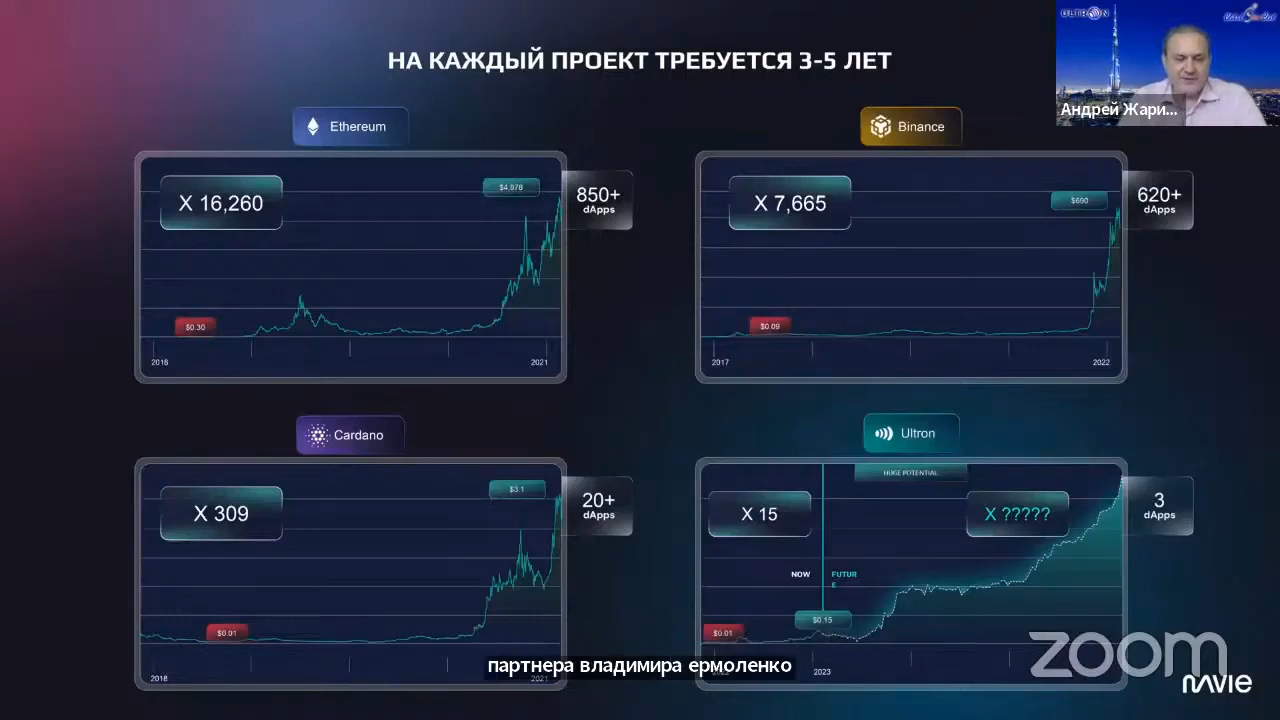 НА КАЖДЫЙ ПРОЕКТ ТРЕБУЕТСЯ 3-5 ЛЕТ
ULTRON
Андрей Жари...
Ethereum
X 16,260
$4.878
850+
dApps
$0.30
2016
2021
Binance
X 7,665
$690
620+
dApps
$0.09
2017
2022
Cardano
X 309
$3.1
20+
dApps
$0.01
2018
2021
Ultron
HUGE POTENTIAL
X 15
X ?????
3
dApps
NOW
FUTUR
E
$0.01
$0.15
2022
2023
партнера владимира ермоленко
zoom
mavie